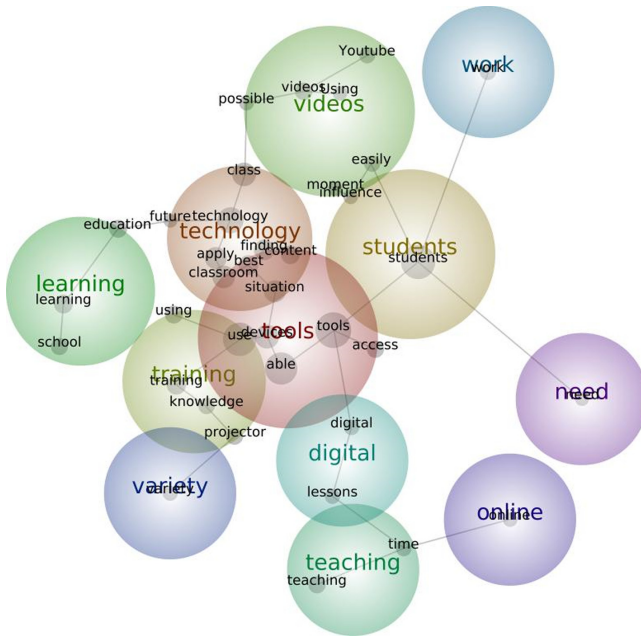 Youtube
work
work
videos
Using
possible
videos
easily
class
moment
influence
future
technology
education
technology
finding
students
apply
best
content
students
classroom
learning
situation
learning
using
tools
use
devices
tools
school
access
able
training
training
need
need
knowledge
digital
projector
digital
variety
variety
lessons
online
online
time
teaching
teaching